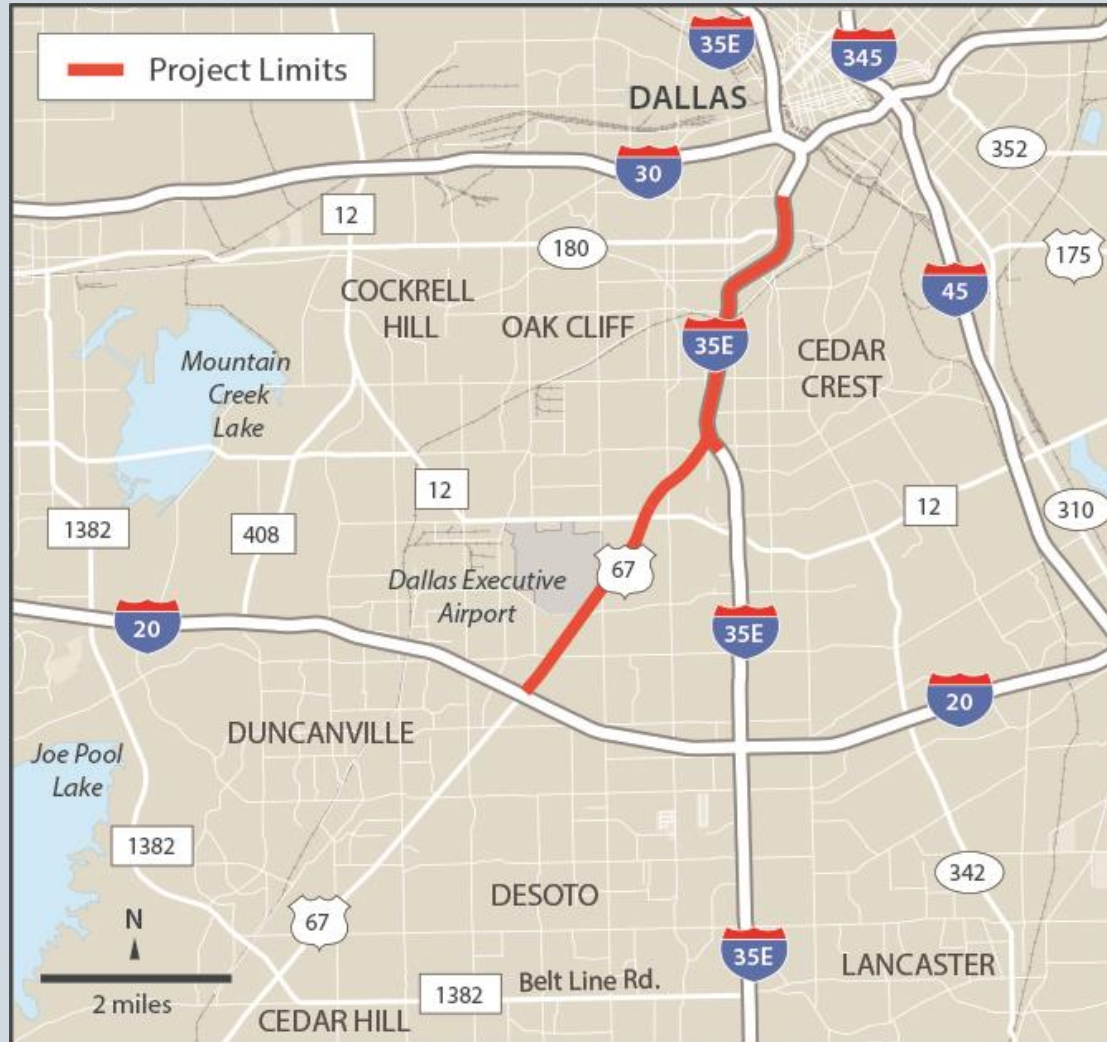 Project Limits
35E
345
DALLAS
352
30
12
180
175
45
COCKRELL
HILL
OAK CLIFF
35E
CEDAR
CREST
Mountain
Creek
Lake
12
12
310
1382
408
67
Dallas Executive
Airport
20
35E
20
DUNCANVILLE
Joe Pool
Lake
1382
342
DESOTO
N
67
35E
LANCASTER
2 miles
1382
Belt Line Rd.
CEDAR HILL